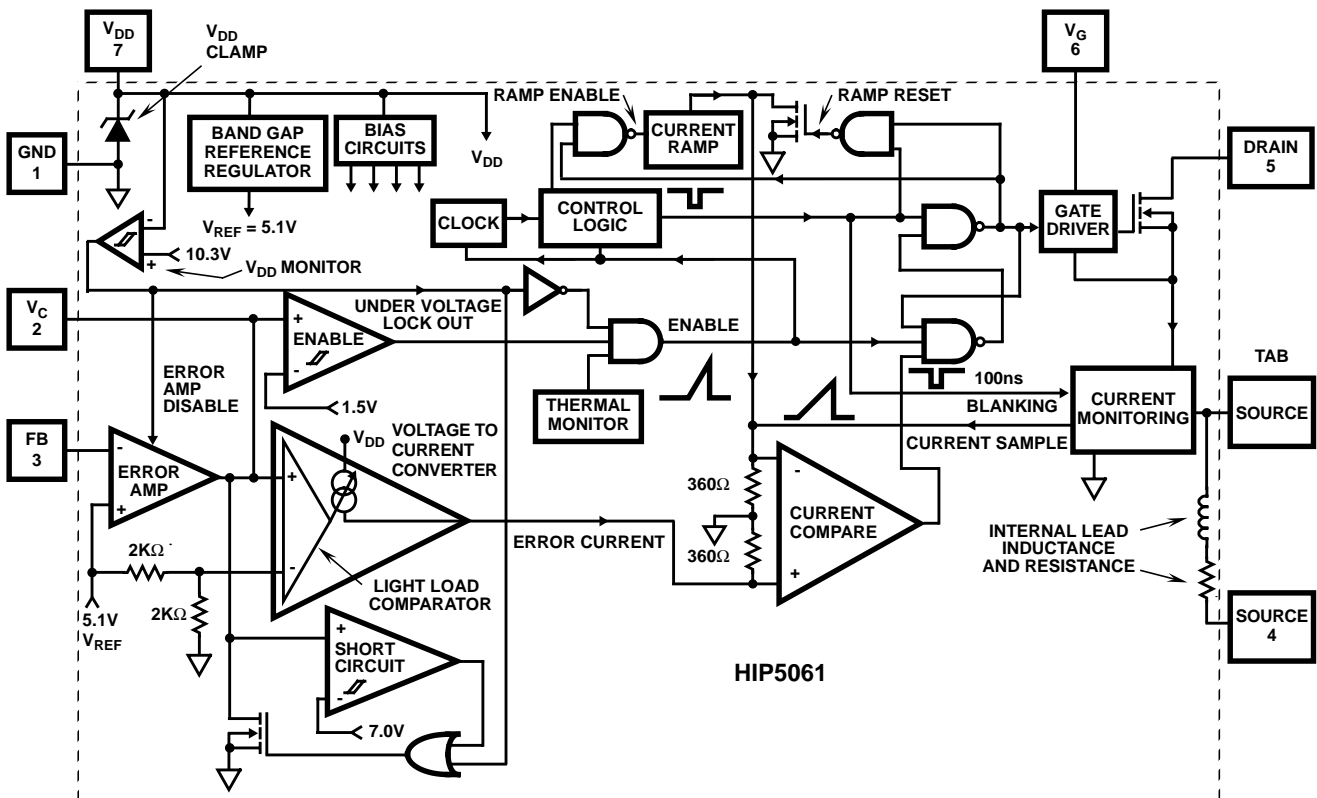 VDD
7
VDD
CLAMP
VG
6
GND
1
BAND GAP
REFERENCE
REGULATOR
BIAS
CIRCUITS
VDD
VREF = 5.1V
RAMP ENABLE
CURRENT
RAMP
RAMP RESET
DRAIN
5
CLOCK
CONTROL
LOGIC
GATE
DRIVER
-
10.3V
+
VDD MONITOR
VC
2
UNDER VOLTAGE
LOCK OUT
+
ENABLE
-
1.5V
ENABLE
THERMAL
MONITOR
ERROR
AMP
DISABLE
100ns
BLANKING
CURRENT
MONITORING
CURRENT SAMPLE
TAB
SOURCE
FB
3
-
ERROR
AMP
+
VDD
VOLTAGE TO
CURRENT
CONVERTER
+
-
ERROR CURRENT
LIGHT LOAD
COMPARATOR
360Ω
360Ω
-
CURRENT
COMPARE
+
INTERNAL LEAD
INDUCTANCE
AND RESISTANCE
2KΩ
2KΩ
5.1V
VREF
+
SHORT
CIRCUIT
-
7.0V
SOURCE
4
HIP5061